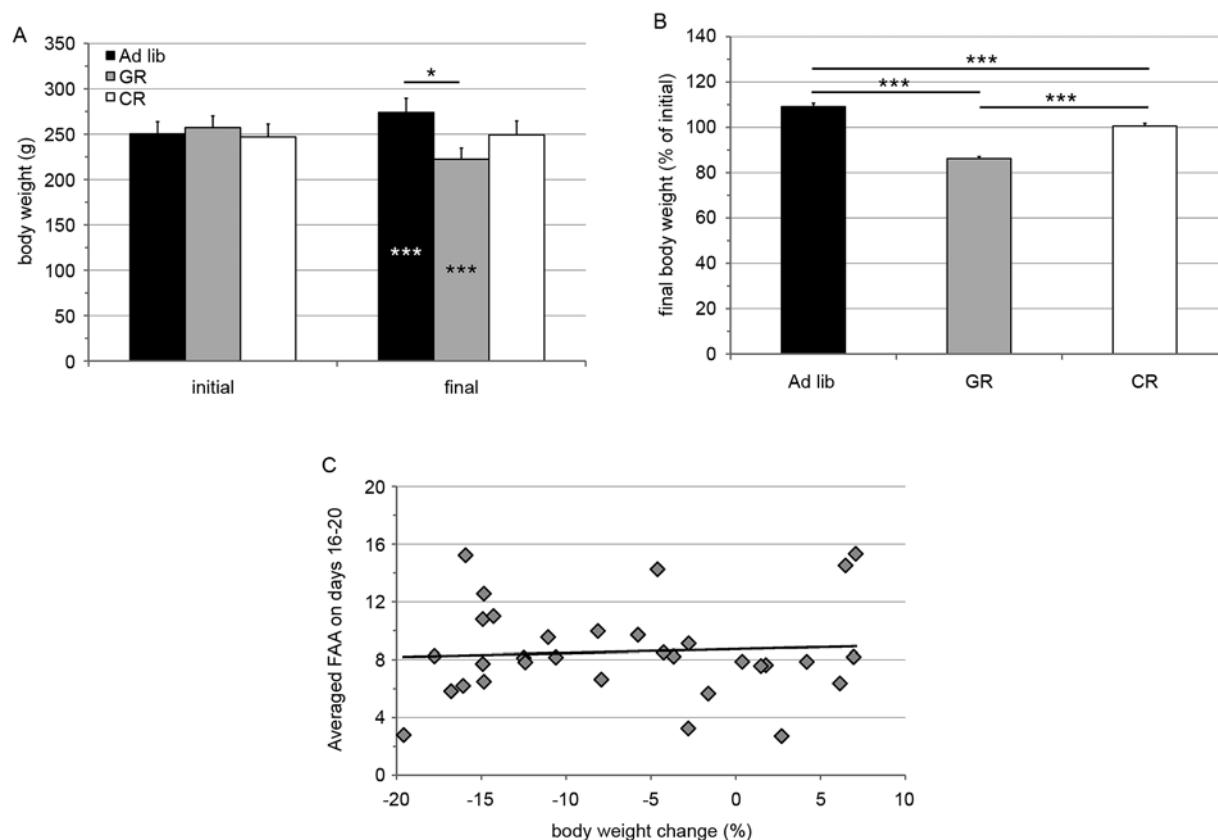 A
350
300
250
200
150
100
50
0
body weight (g)
Ad lib
GR
CR
*
***
***
initial
final
B
140
120
100
80
60
40
20
0
final body weight (% of initial)
***
***
***
Ad lib
GR
CR
C
20
16
12
8
4
0
Averaged FAA on days 16-20
-20
-15
-10
-5
0
5
10
body weight change (%)